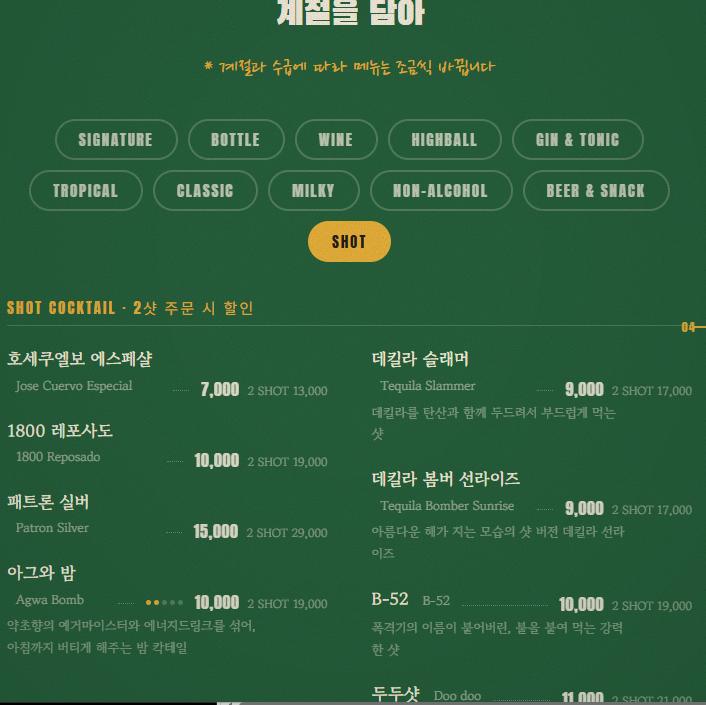 계절을 담아
* 계절과 수급에 따라 메뉴는 조금씩 바뀝니다
SIGNATURE
BOTTLE
WINE
HIGHBALL
GIN & TONIC
TROPICAL
CLASSIC
MILKY
NON-ALCOHOL
BEER & SNACK
SHOT
SHOT COCKTAIL · 2샷 주문 시 할인
04
호세쿠엘보 에스페샬
Jose Cuervo Especial 7,000 2 SHOT 13,000
1800 레포사도
1800 Reposado 10,000 2 SHOT 19,000
패트론 실버
Patron Silver 15,000 2 SHOT 29,000
아그와 밤
Agwa Bomb 10,000 2 SHOT 19,000
약초향의 예거마이스터와 에너지드링크를 섞어,
아침까지 버티게 해주는 밤 칵테일
데킬라 슬래머
Tequila Slammer 9,000 2 SHOT 17,000
데킬라를 탄산과 함께 두드려서 부드럽게 먹는
샷
데킬라 봄버 선라이즈
Tequila Bomber Sunrise 9,000 2 SHOT 17,000
아름다운 해가 지는 모습의 샷 버전 데킬라 선라
이즈
B-52 B-52 10,000 2 SHOT 19,000
폭격기의 이름이 붙어버린, 불을 붙여 먹는 강력
한 샷
두두샷 Doo doo 11,000 2 SHOT 21,000